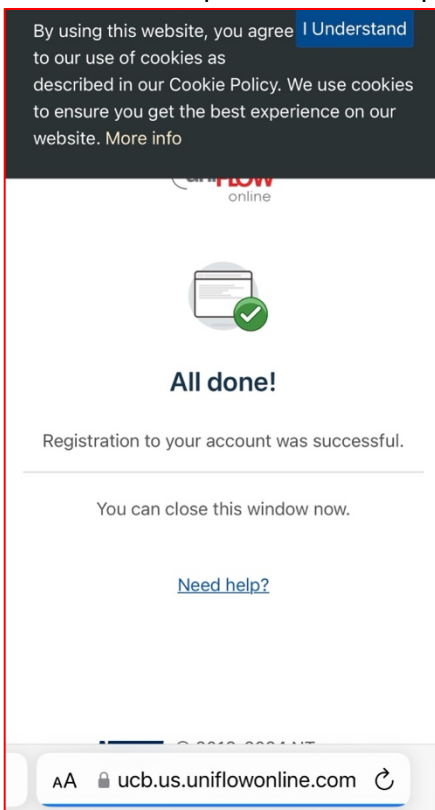 By using this website, you agree
I Understand
to our use of cookies as
described in our Cookie Policy. We use cookies
to ensure you get the best experience on our
website. More info
uniFLOW
online
All done!
Registration to your account was successful.
You can close this window now.
Need help?
AA ucb.us.uniflowonline.com